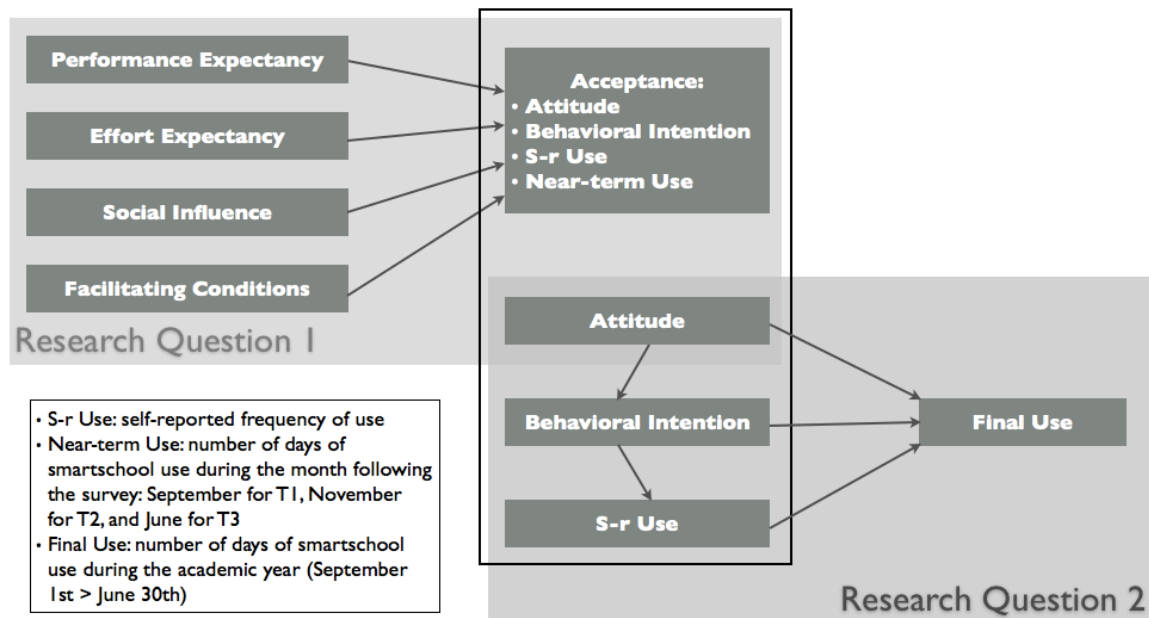 Performance Expectancy
Effort Expectancy
Social Influence
Facilitating Conditions
Research Question 1
Acceptance:
• Attitude
• Behavioral Intention
• S-r Use
• Near-term Use
Attitude
Behavioral Intention
S-r Use
Final Use
Research Question 2
• S-r Use: self-reported frequency of use
• Near-term Use: number of days of
smartschool use during the month following
the survey: September for T1, November
for T2, and June for T3
• Final Use: number of days of smartschool
use during the academic year (September
1st > June 30th)